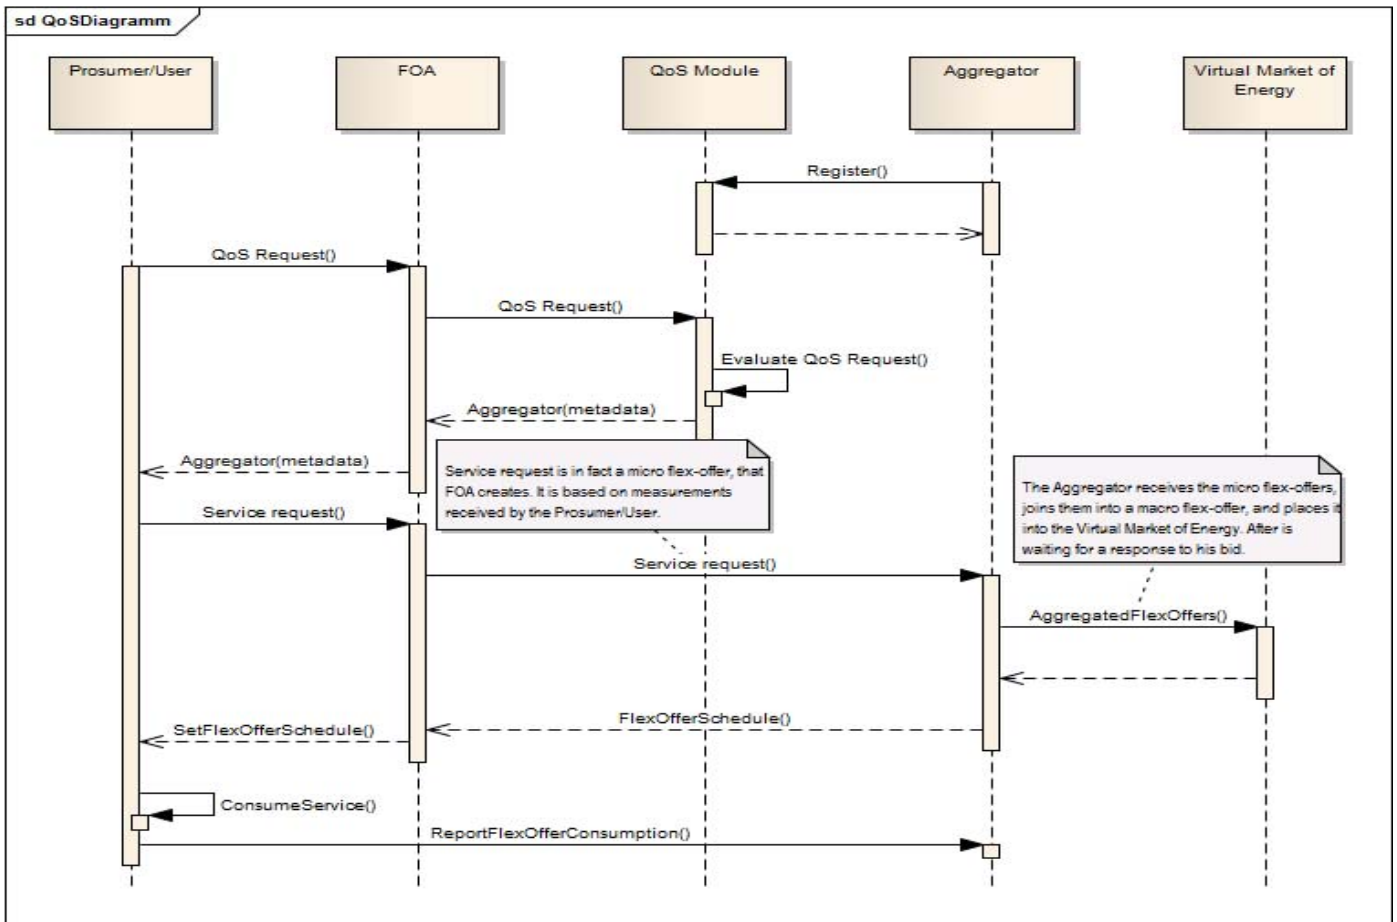 sd QoSDiagramm
Prosumer/User
FOA
QoS Module
Aggregator
Virtual Market of
Energy
Register()
QoS Request()
QoS Request()
Evaluate QoS Request()
Aggregator(metadata)
Aggregator(metadata)
Service request is in fact a micro flex-offer, that
FOA creates. It is based on measurements
received by the Prosumer/User.
The Aggregator receives the micro flex-offers,
joins them into a macro flex-offer, and places it
into the Virtual Market of Energy. After is
waiting for a response to his bid.
Service request()
Service request()
AggregatedFlexOffers()
FlexOfferSchedule()
SetFlexOfferSchedule()
ConsumeService()
ReportFlexOfferConsumption()